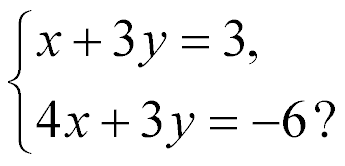 x + 3y = 3,
4x + 3y = −6?